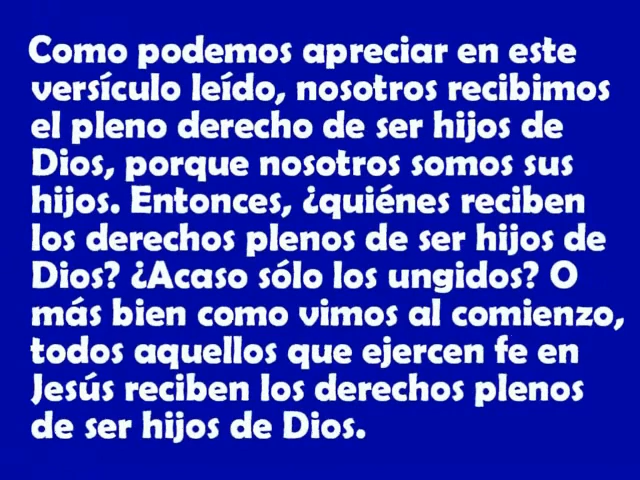 Como podemos apreciar en este
versículo leído, nosotros recibimos
el pleno derecho de ser hijos de
Dios, porque nosotros somos sus
hijos. Entonces, ¿quiénes reciben
los derechos plenos de ser hijos de
Dios? ¿Acaso sólo los ungidos? O
más bien como vimos al comienzo,
todos aquellos que ejercen fe en
Jesús reciben los derechos plenos
de ser hijos de Dios.